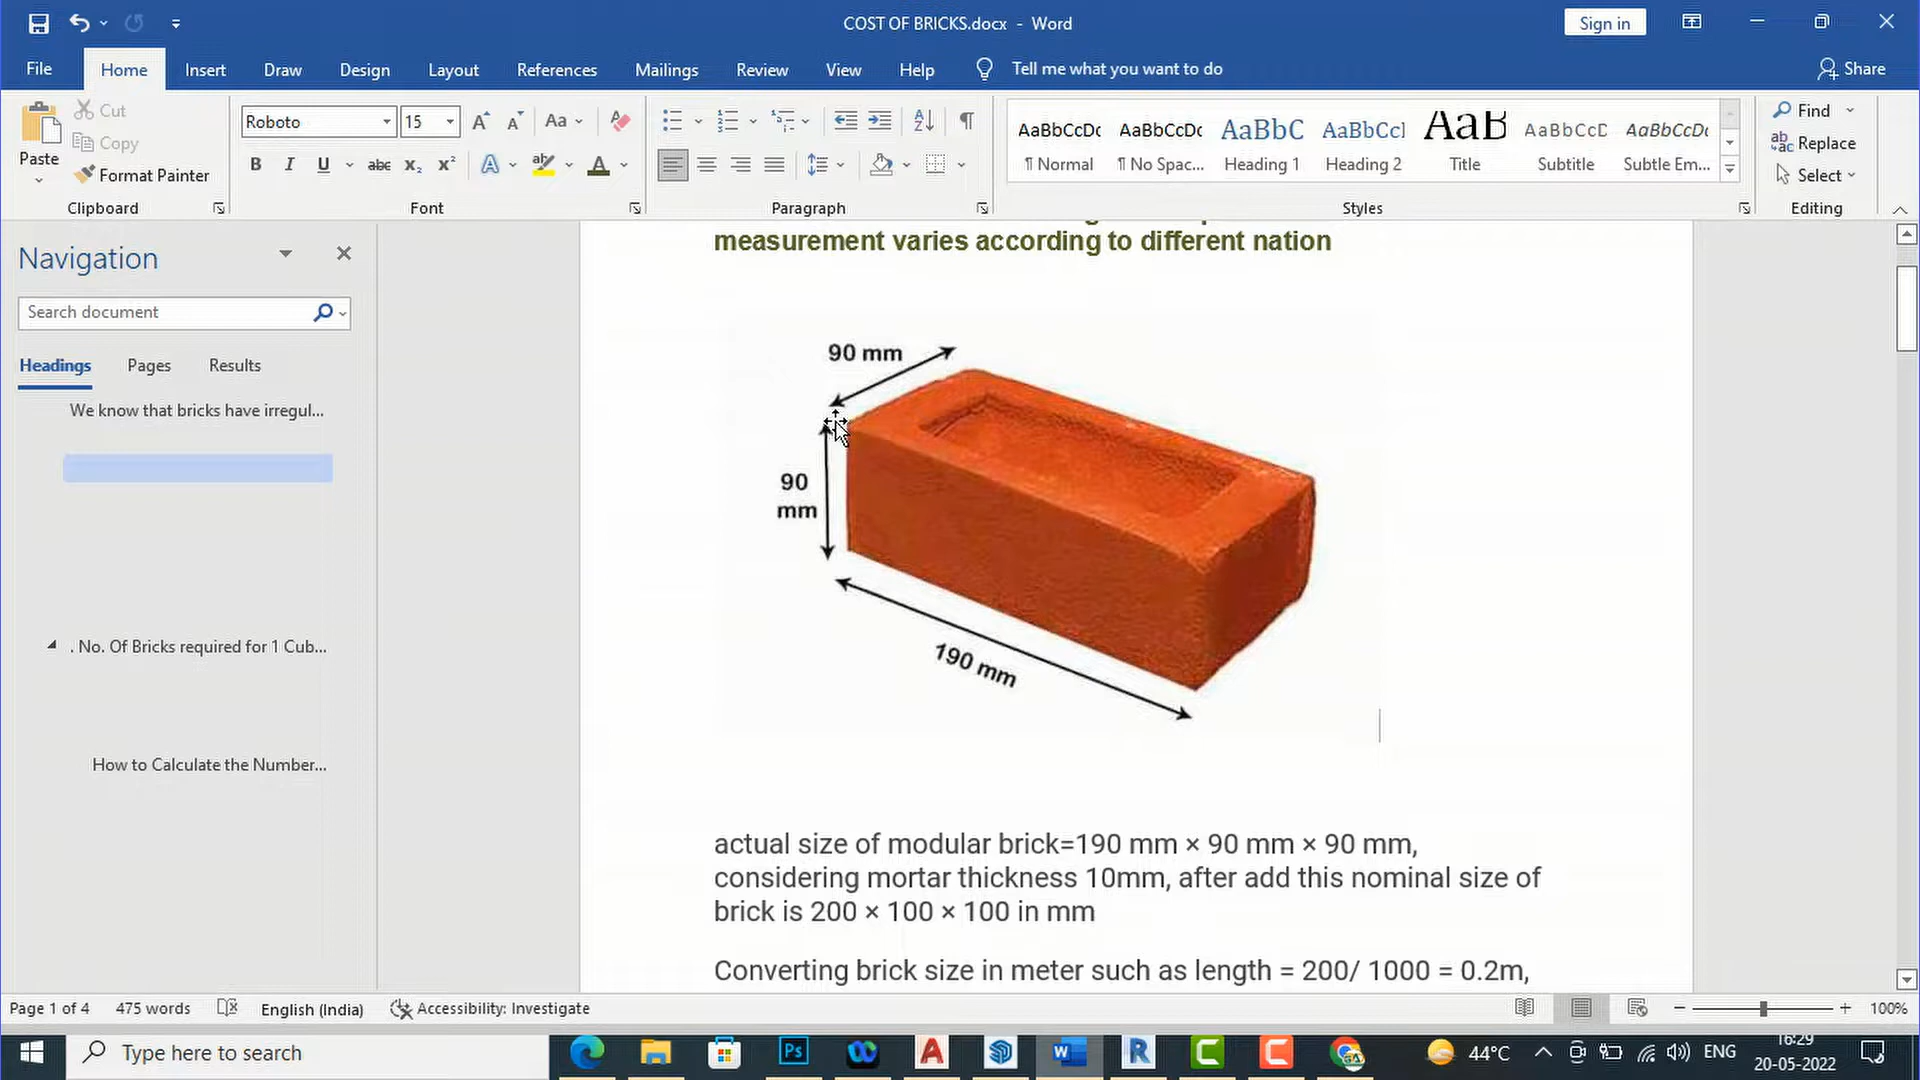 COST OF BRICKS.docx - Word
Sign in
File Home Insert Draw Design Layout References Mailings Review View Help Tell me what you want to do Share
Paste
Cut
Copy
Format Painter
Clipboard
Roboto 15
Font
Paragraph
AaBbCcDc AaBbCcDc AaBbC AaBbCcI AaB AaBbCcD AaBbCcDc
¶ Normal ¶ No Spac... Heading 1 Heading 2 Title Subtitle Subtle Em...
Styles
Find
Replace
Select
Editing
Navigation
Search document
Headings Pages Results
We know that bricks have irregul...
. No. Of Bricks required for 1 Cub...
How to Calculate the Number...
measurement varies according to different nation
90 mm
90
mm
190 mm
actual size of modular brick=190 mm × 90 mm × 90 mm,
considering mortar thickness 10mm, after add this nominal size of
brick is 200 × 100 × 100 in mm
Converting brick size in meter such as length = 200/ 1000 = 0.2m,
Page 1 of 4 475 words English (India) Accessibility: Investigate 100%
Type here to search
44°C ENG
16:29
20-05-2022